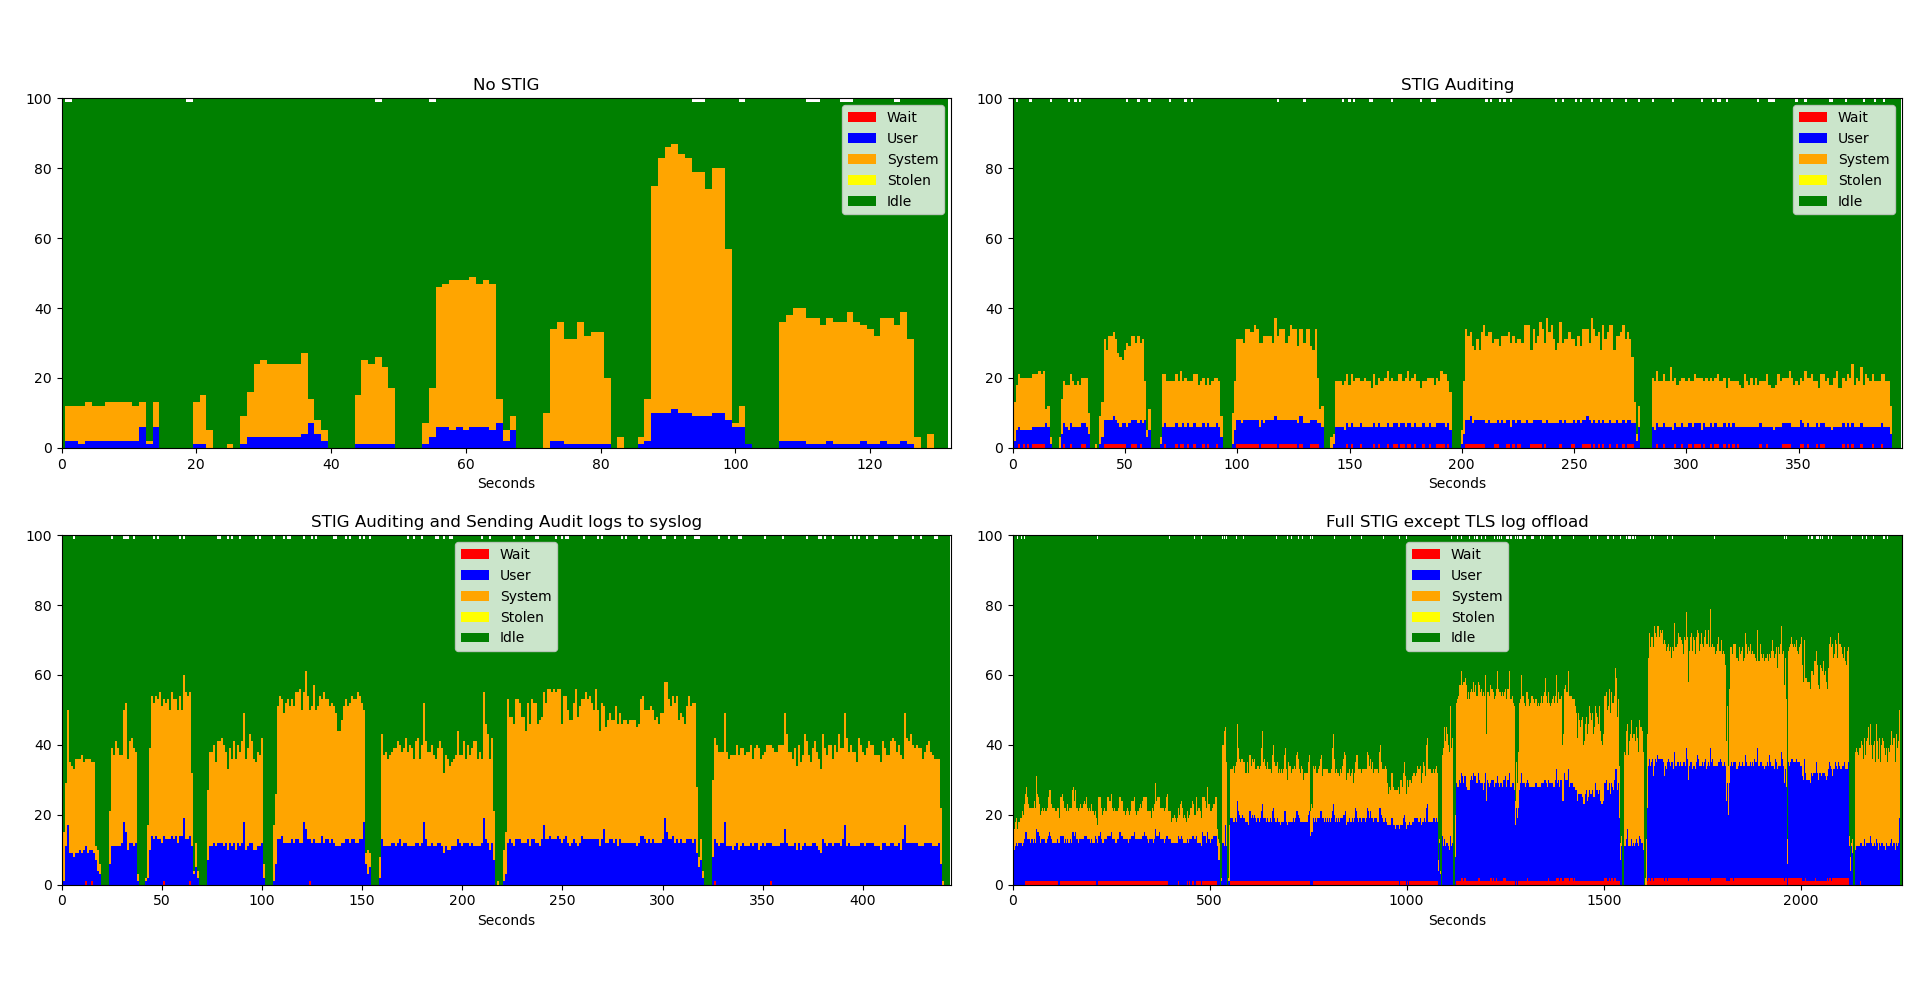 No STIG
100
80
60
40
20
0
Wait
User
System
Stolen
Idle
0 20 40 60 80 100 120
Seconds
STIG Auditing
100
80
60
40
20
0
Wait
User
System
Stolen
Idle
0 50 100 150 200 250 300 350
Seconds
STIG Auditing and Sending Audit logs to syslog
100
80
60
40
20
0
Wait
User
System
Stolen
Idle
0 50 100 150 200 250 300 350 400
Seconds
Full STIG except TLS log offload
100
80
60
40
20
0
Wait
User
System
Stolen
Idle
0 500 1000 1500 2000
Seconds